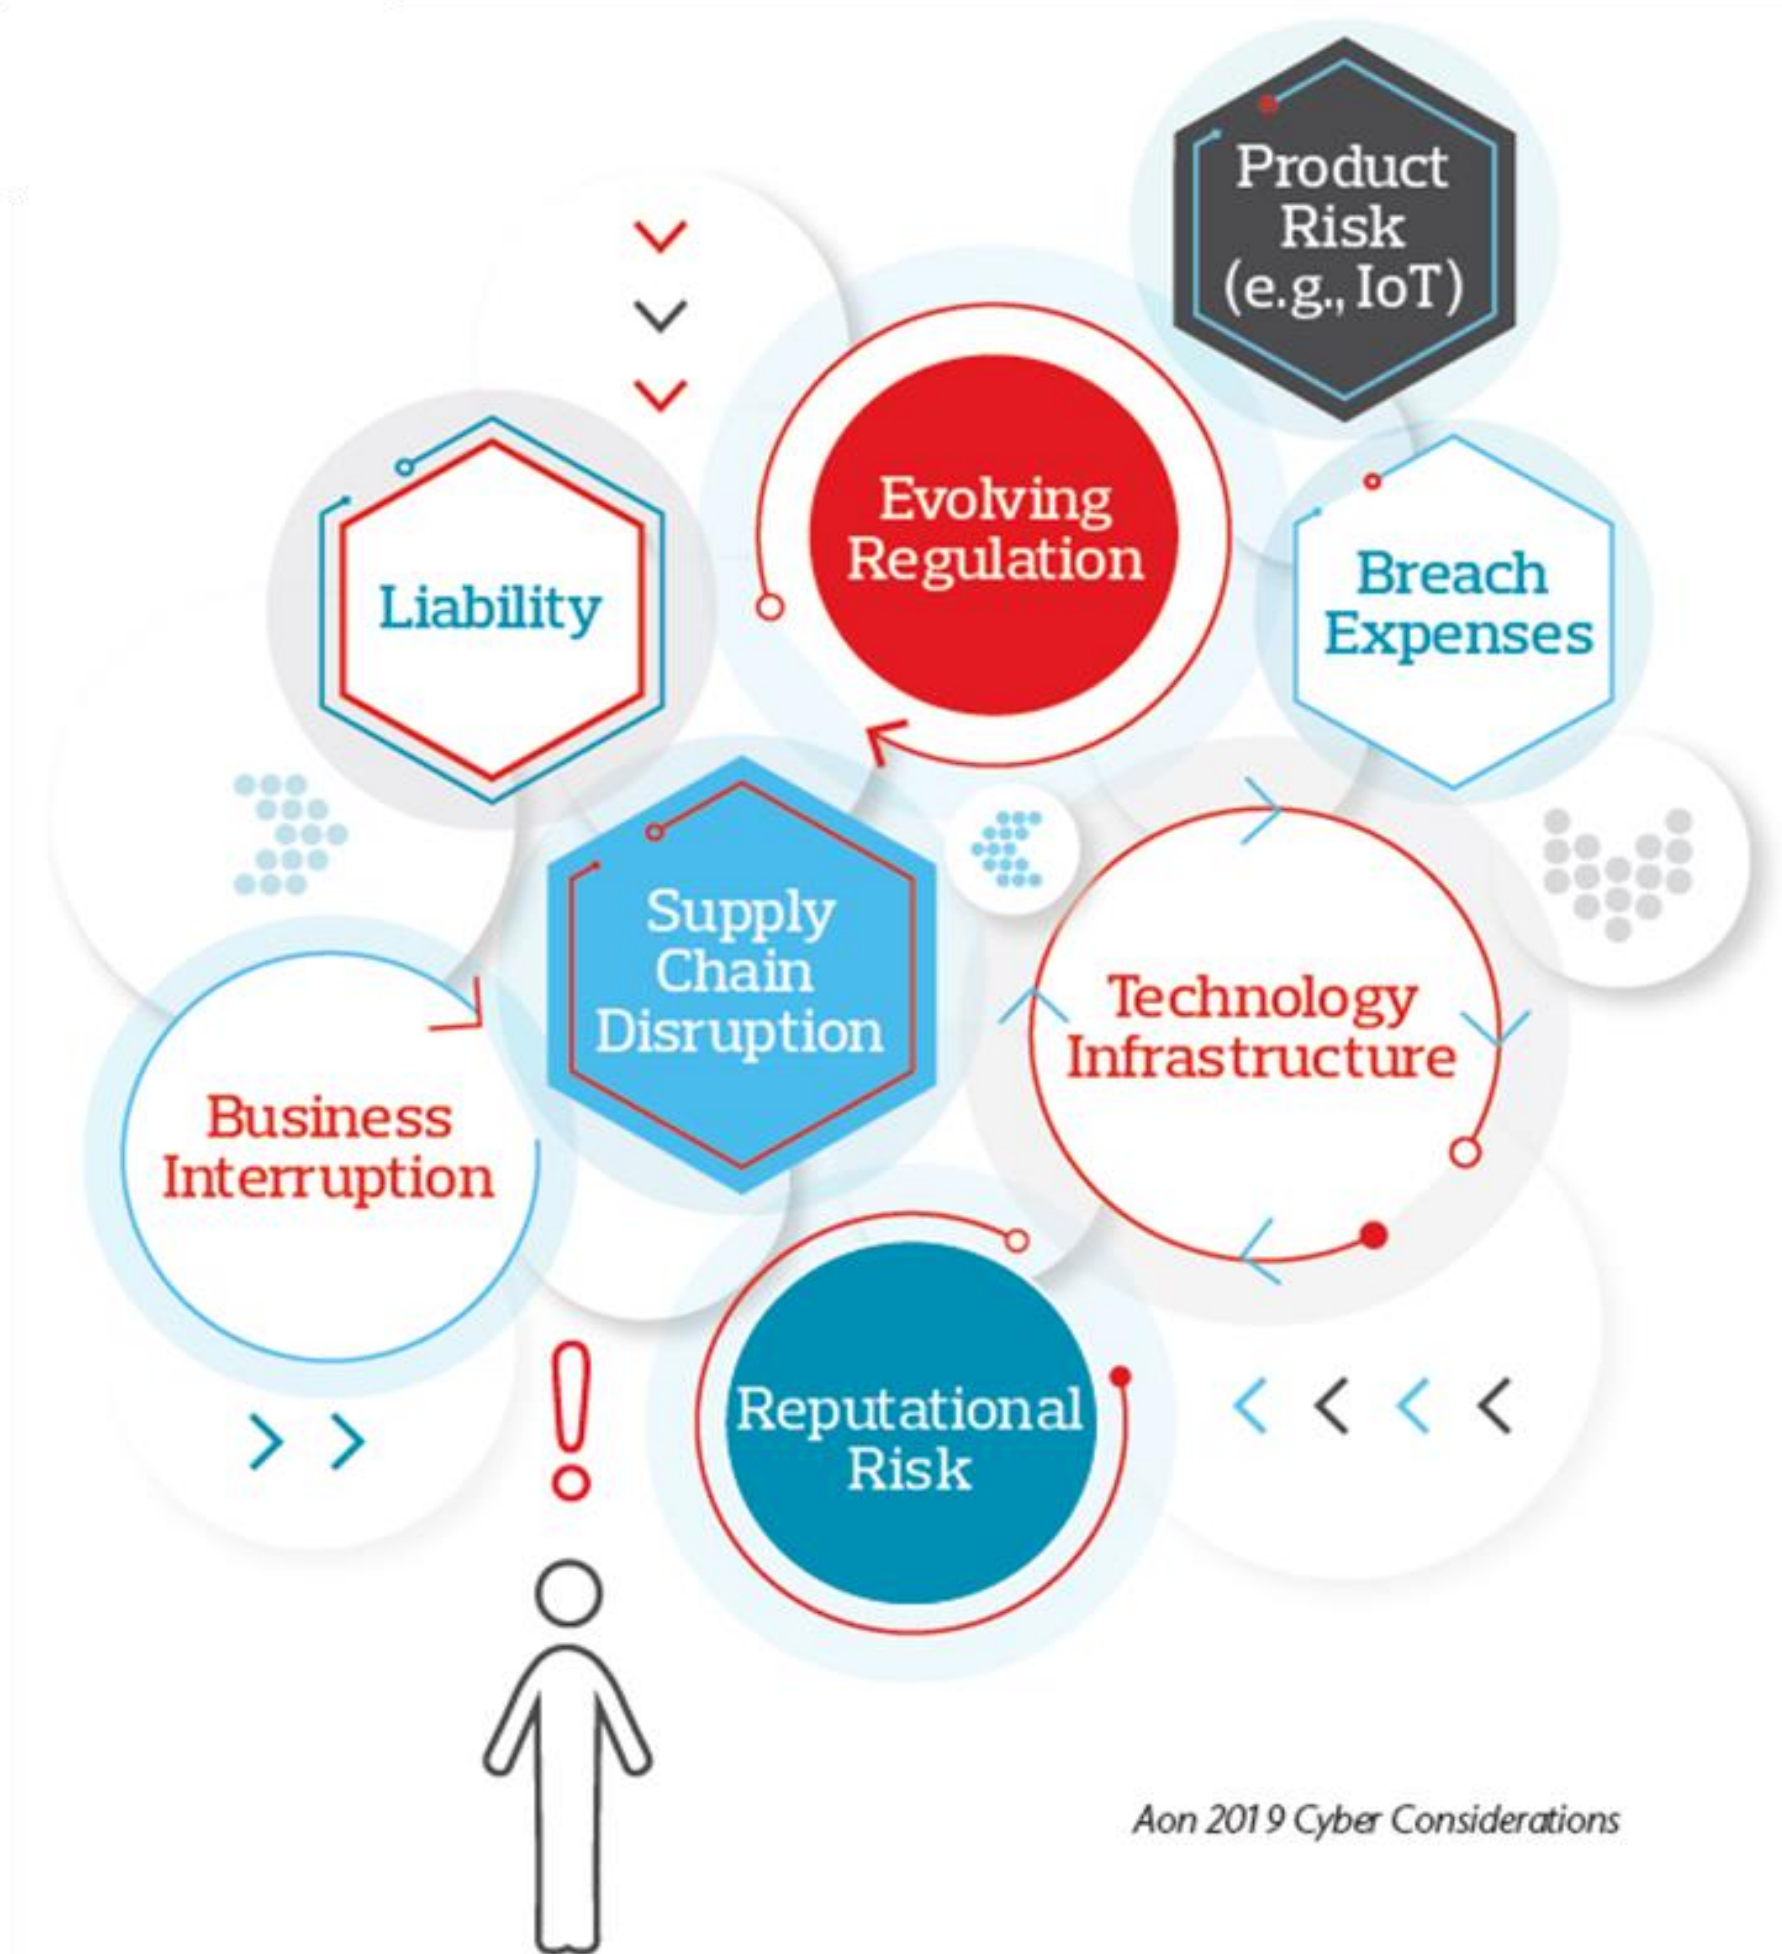 Product
Risk
(e.g., IoT)
Evolving
Regulation
Liability
Breach
Expenses
Supply
Chain
Disruption
Technology
Infrastructure
Business
Interruption
Reputational
Risk
Aon 2019 Cyber Considerations